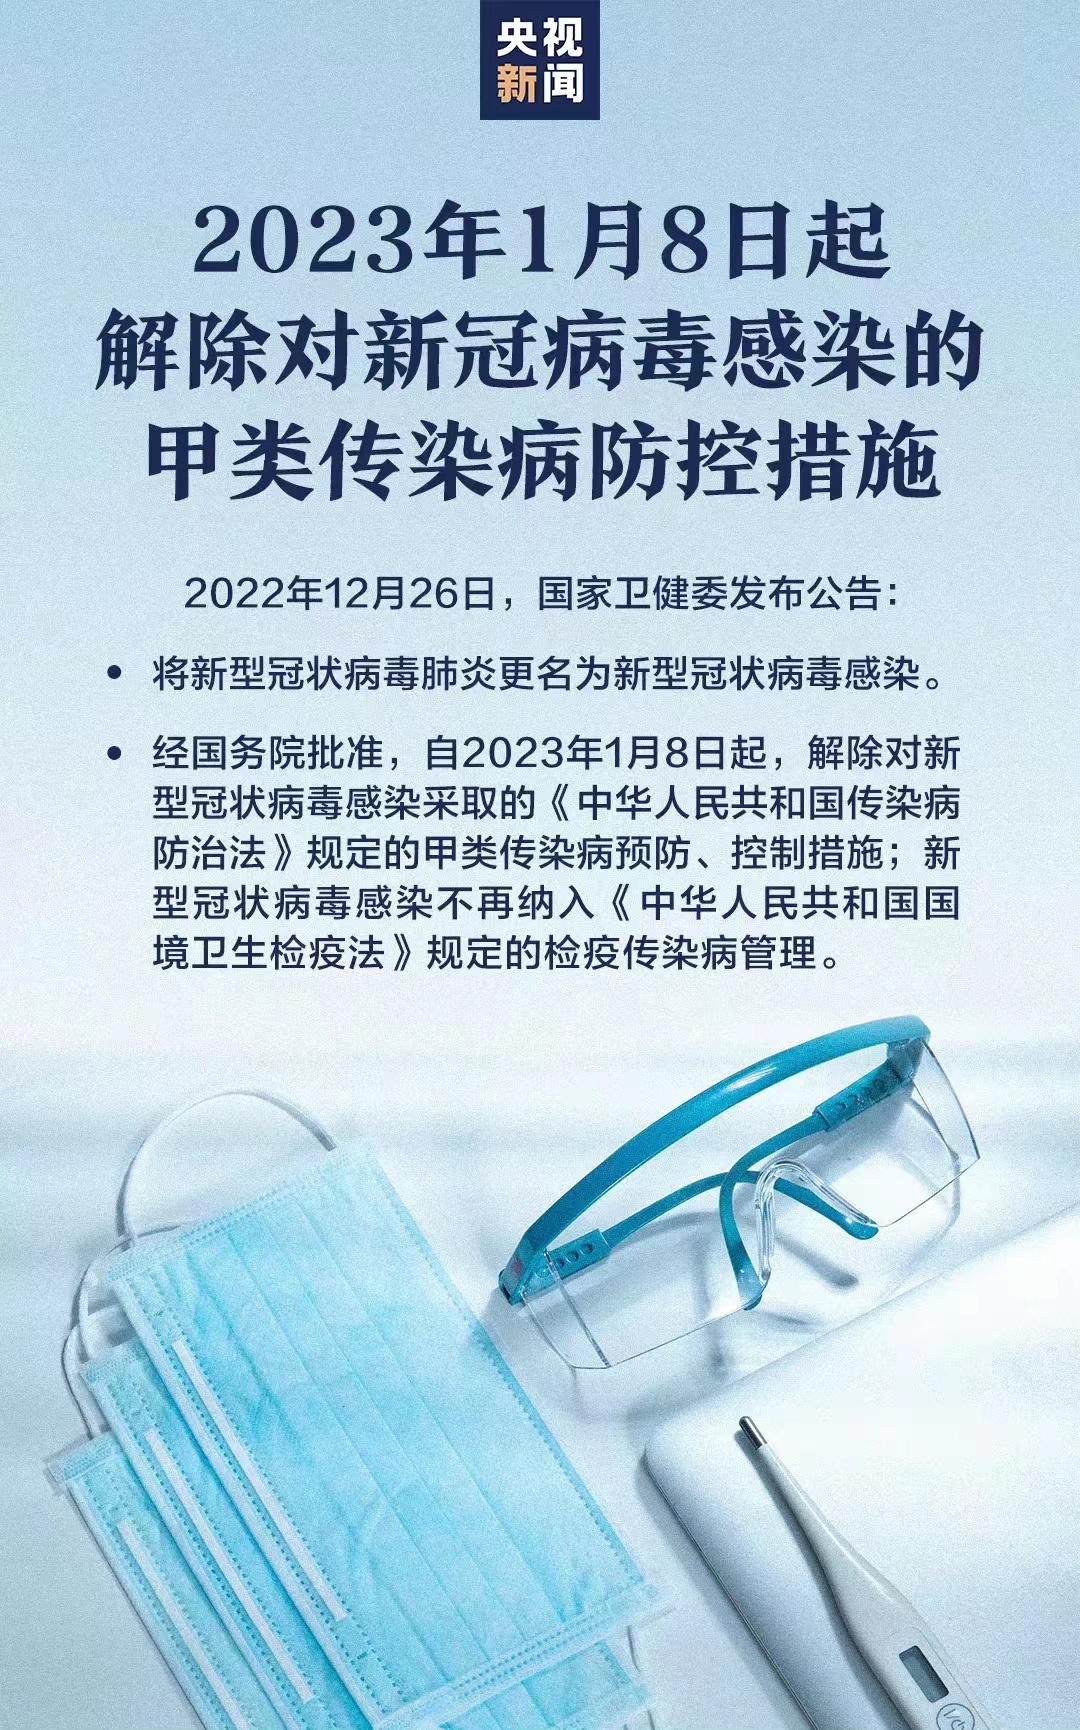 央视
新闻
2023年1月8日起
解除对新冠病毒感染的
甲类传染病防控措施
2022年12月26日，国家卫健委发布公告：
• 将新型冠状病毒肺炎更名为新型冠状病毒感染。
• 经国务院批准，自2023年1月8日起，解除对新
型冠状病毒感染采取的《中华人民共和国传染病
防治法》规定的甲类传染病预防、控制措施；新
型冠状病毒感染不再纳入《中华人民共和国国
境卫生检疫法》规定的检疫传染病管理。